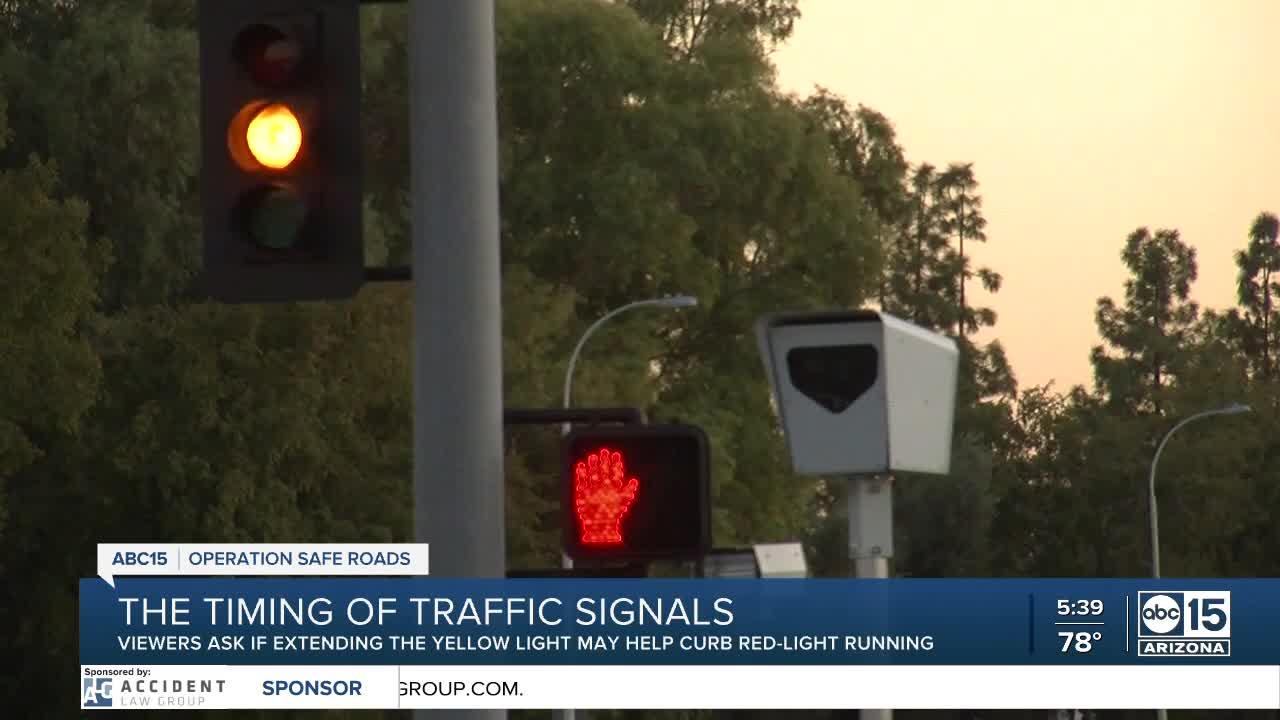 ABC15 OPERATION SAFE ROADS
THE TIMING OF TRAFFIC SIGNALS
VIEWERS ASK IF EXTENDING THE YELLOW LIGHT MAY HELP CURB RED-LIGHT RUNNING
5:39
78°
abc 15
ARIZONA
Sponsored by:
ALG ACCIDENT
LAW GROUP
SPONSOR
GROUP.COM.